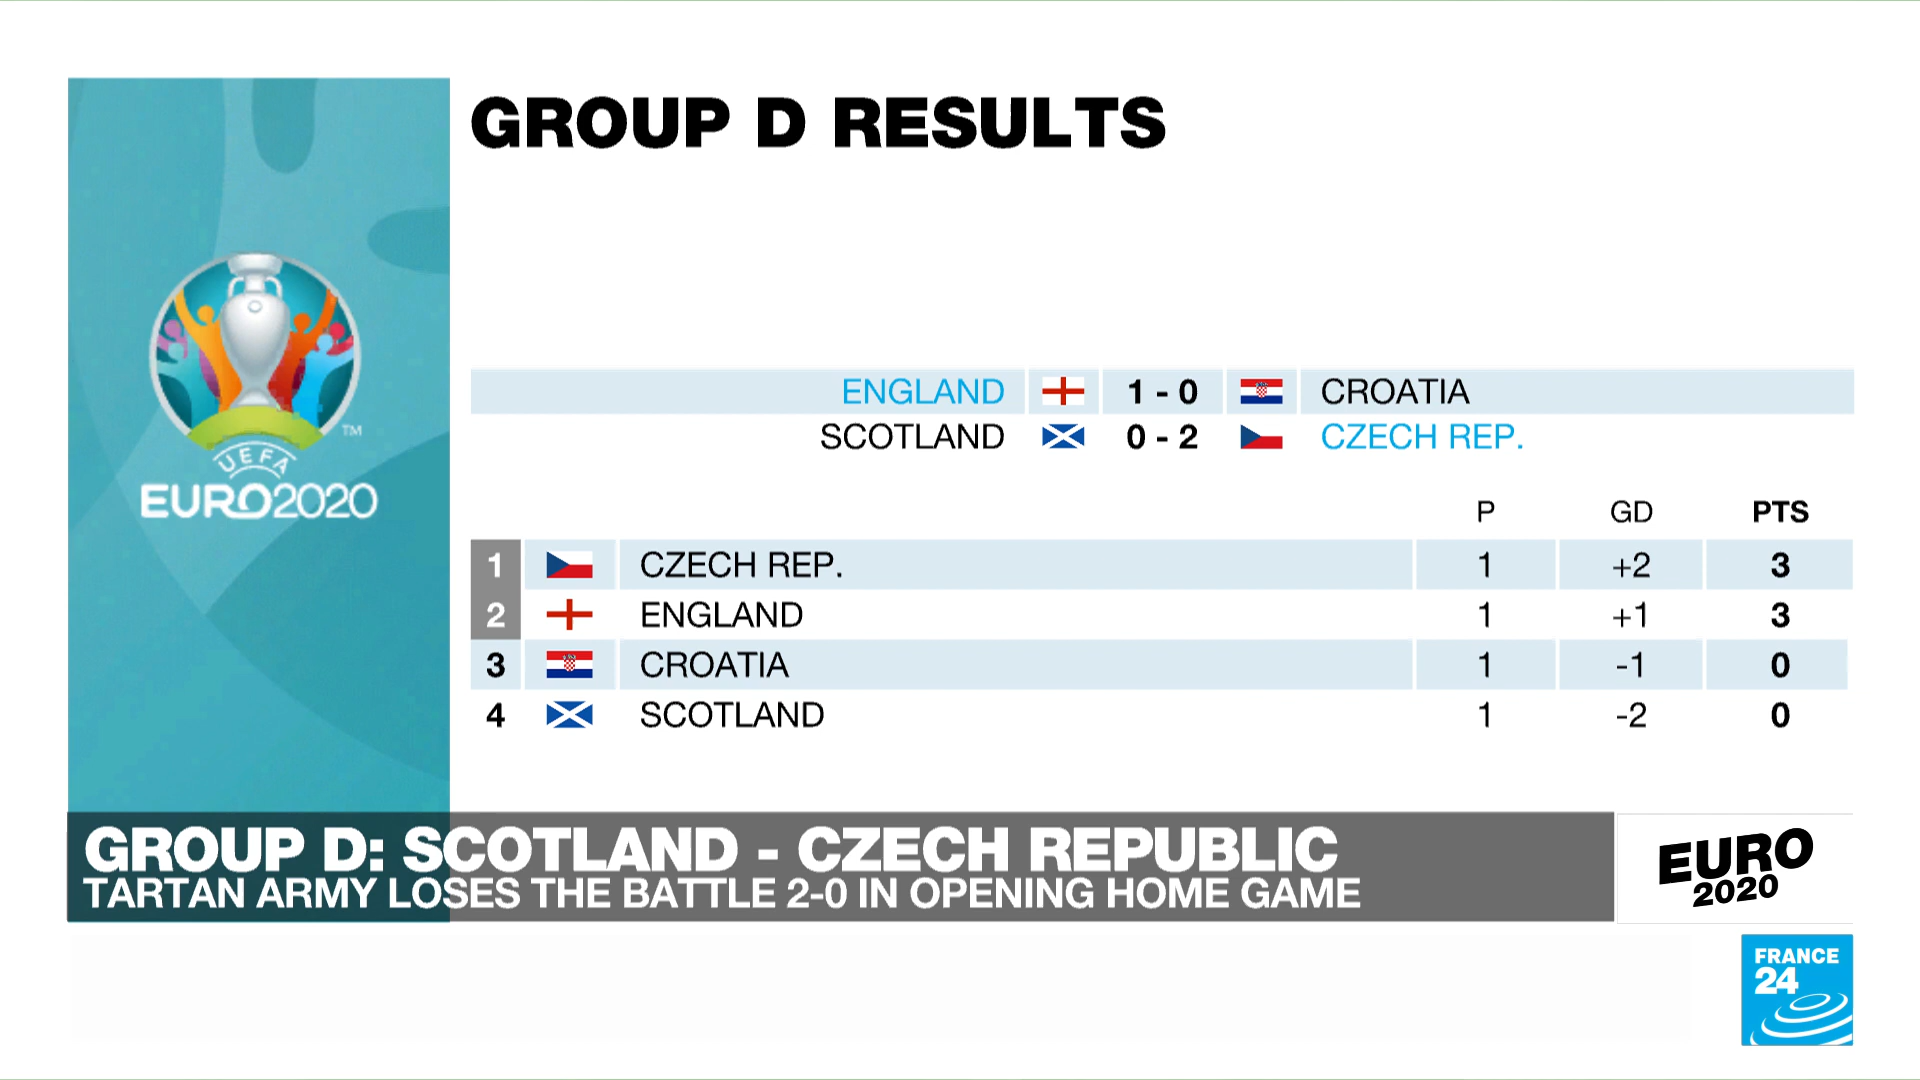 GROUP D RESULTS
ENGLAND 1 - 0 CROATIA
SCOTLAND 0 - 2 CZECH REP.
P GD PTS
1 CZECH REP. 1 +2 3
2 ENGLAND 1 +1 3
3 CROATIA 1 -1 0
4 SCOTLAND 1 -2 0
TM
UEFA
EURO2020
GROUP D: SCOTLAND - CZECH REPUBLIC
TARTAN ARMY LOSES THE BATTLE 2-0 IN OPENING HOME GAME
EURO
2020
FRANCE
24